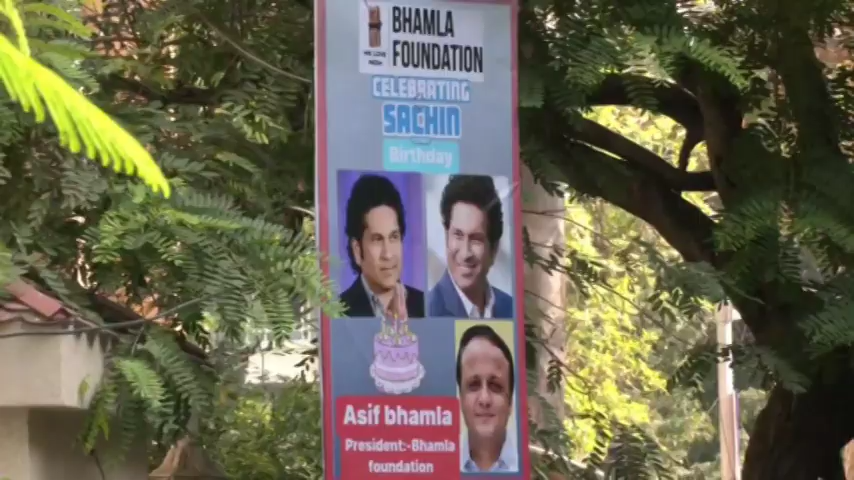 BHAMLA
FOUNDATION
CELEBRATING
SACHIN
Birthday
Asif bhamla
President:-Bhamla
foundation